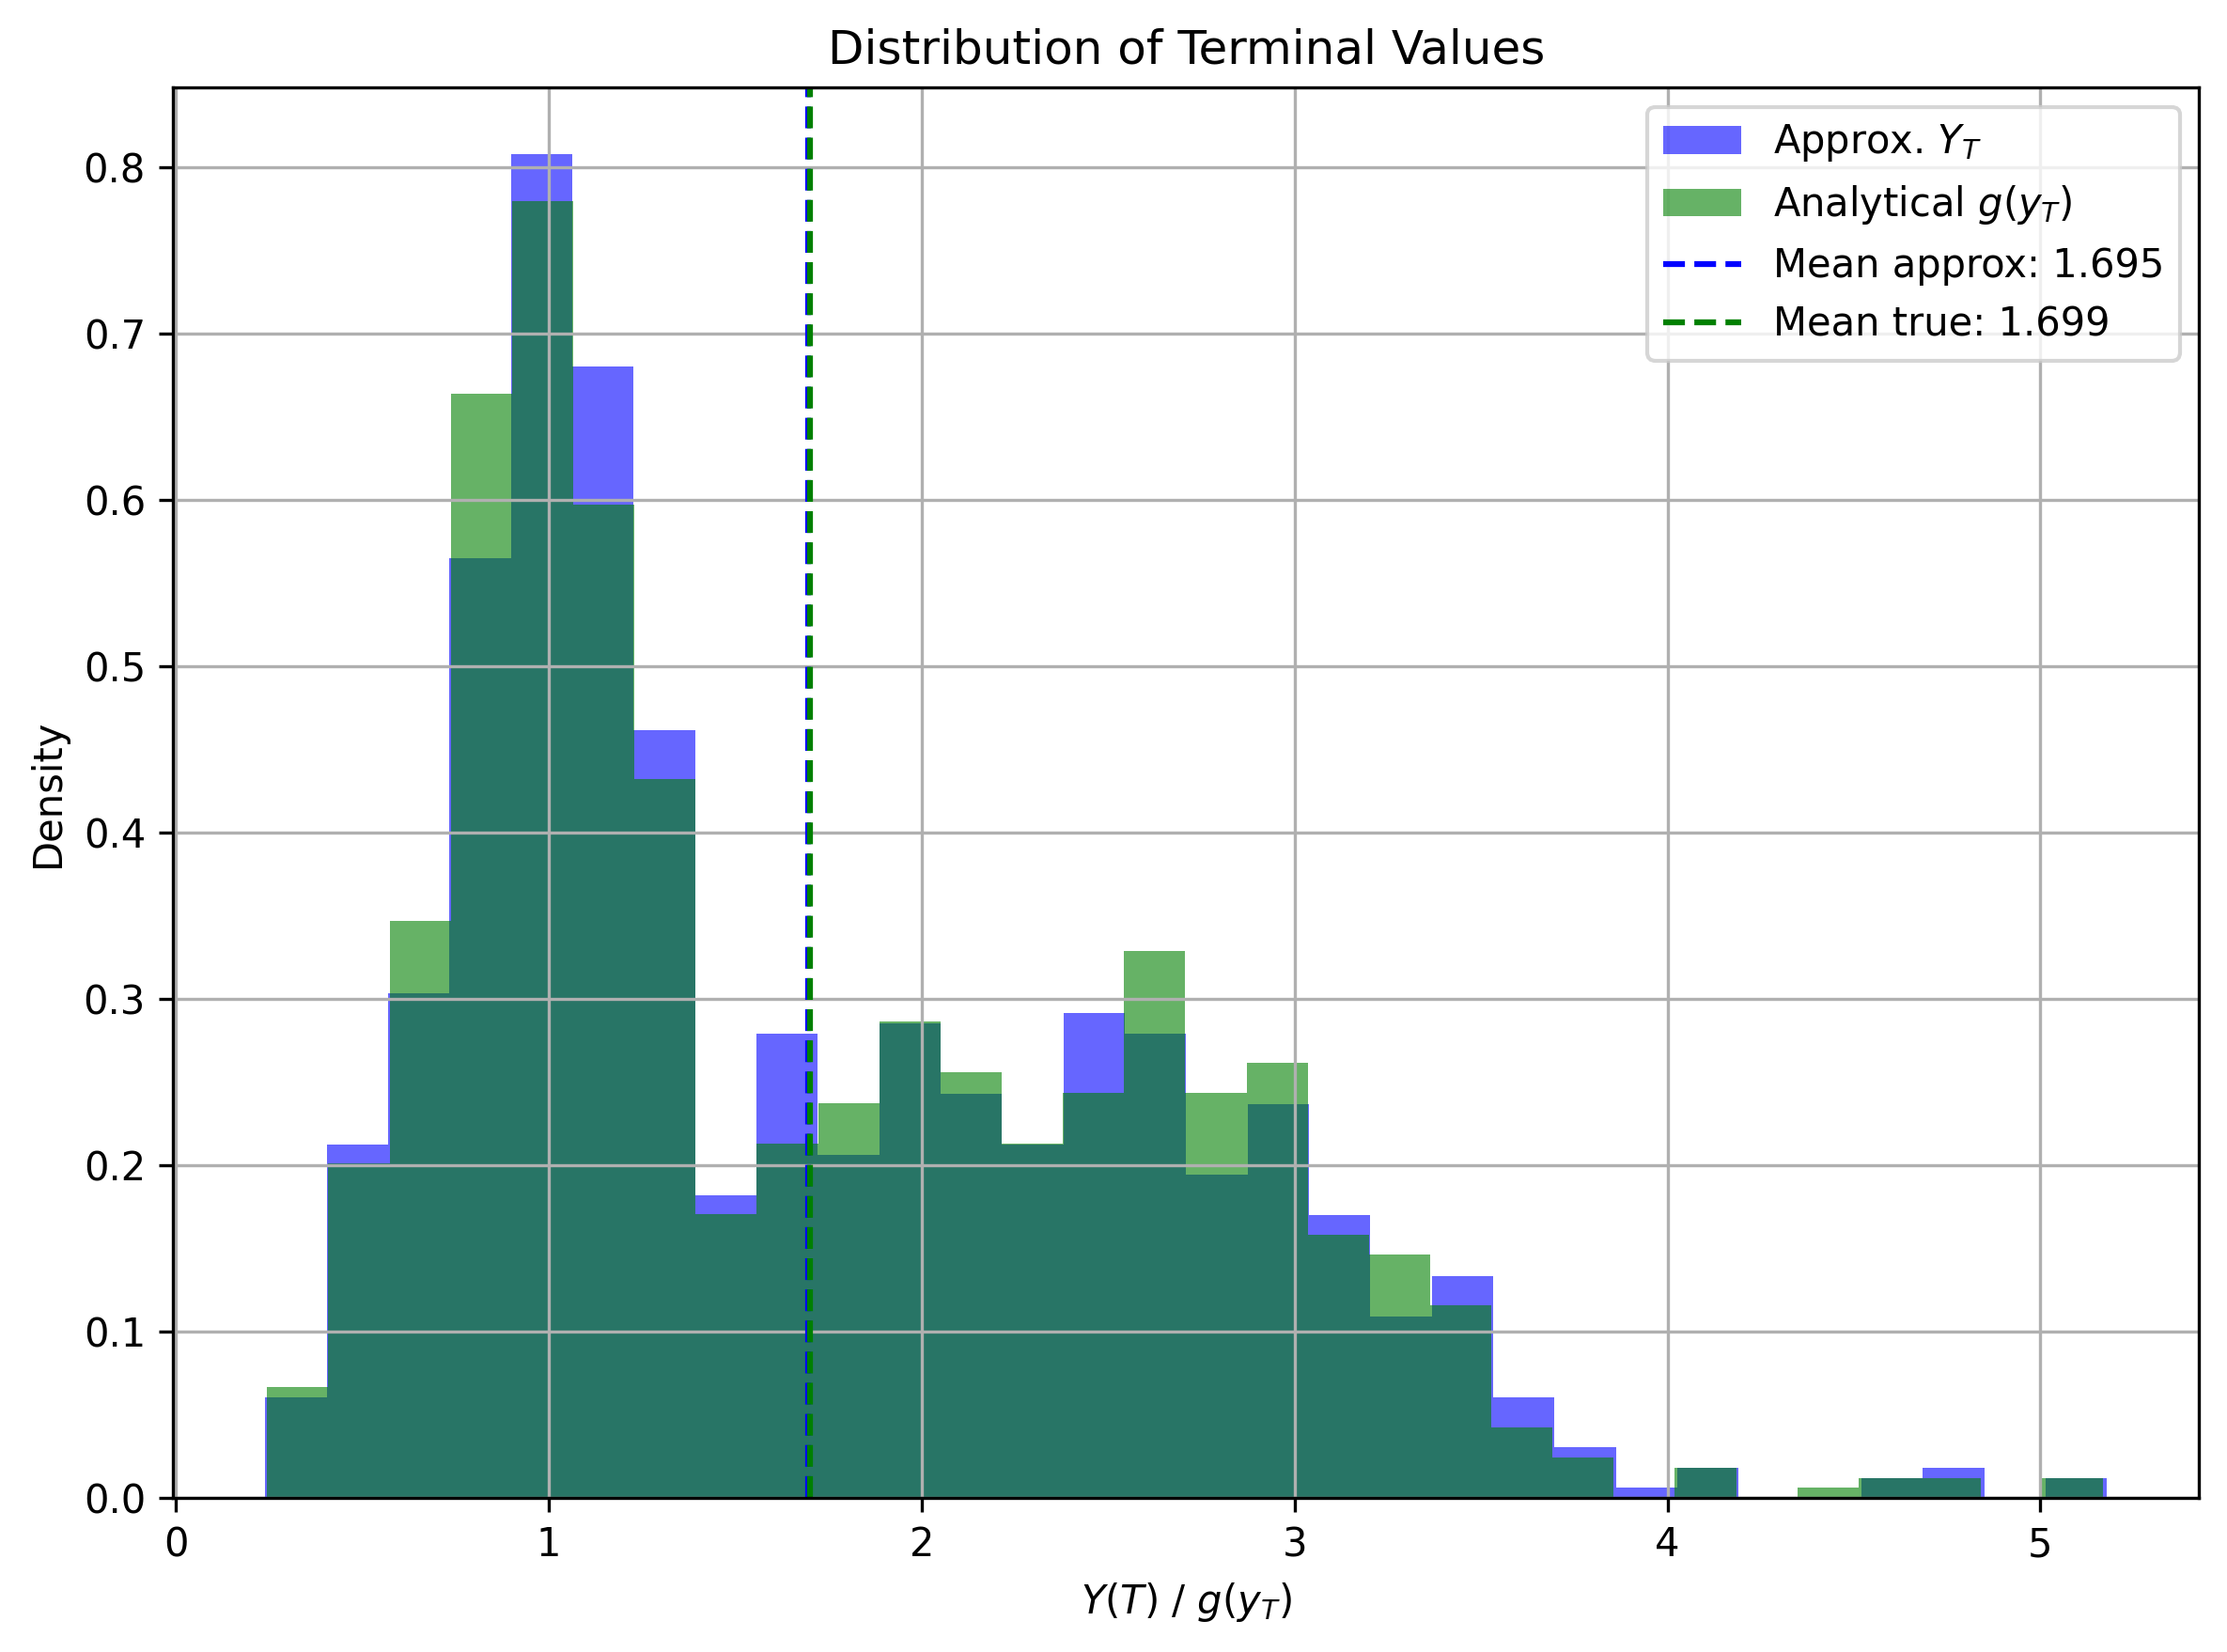 Distribution of Terminal Values
Approx. $Y_T$
Analytical $g(y_T)$
Mean approx: 1.695
Mean true: 1.699
Density
0.8
0.7
0.6
0.5
0.4
0.3
0.2
0.1
0.0
0 1 2 3 4 5
$Y(T)$ / $g(y_T)$